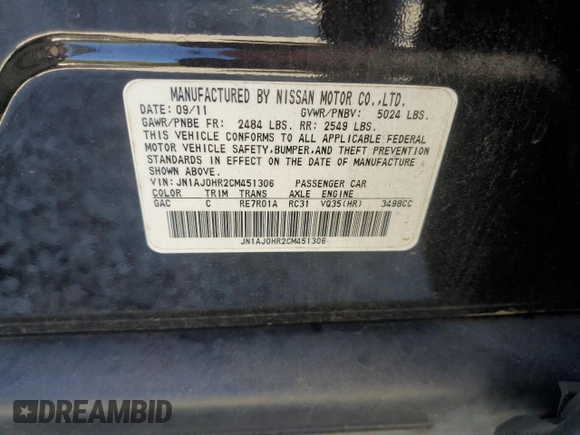 MANUFACTURED BY NISSAN MOTOR CO.,LTD.
DATE: 09/11 GVWR/PNBV: 5024 LBS.
GAWR/PNBE FR: 2484 LBS. RR: 2549 LBS.
THIS VEHICLE CONFORMS TO ALL APPLICABLE FEDERAL
MOTOR VEHICLE SAFETY,BUMPER,AND THEFT PREVENTION
STANDARDS IN EFFECT ON THE DATE OF MANUFACTURE
SHOWN ABOVE.
VIN: JN1AJ0HR2CM451306 PASSENGER CAR
COLOR TRIM TRANS AXLE ENGINE
GAC C RE7R01A RC31 VQ35(HR) 3498CC
JN1AJ0HR2CM451306
DREAMBID